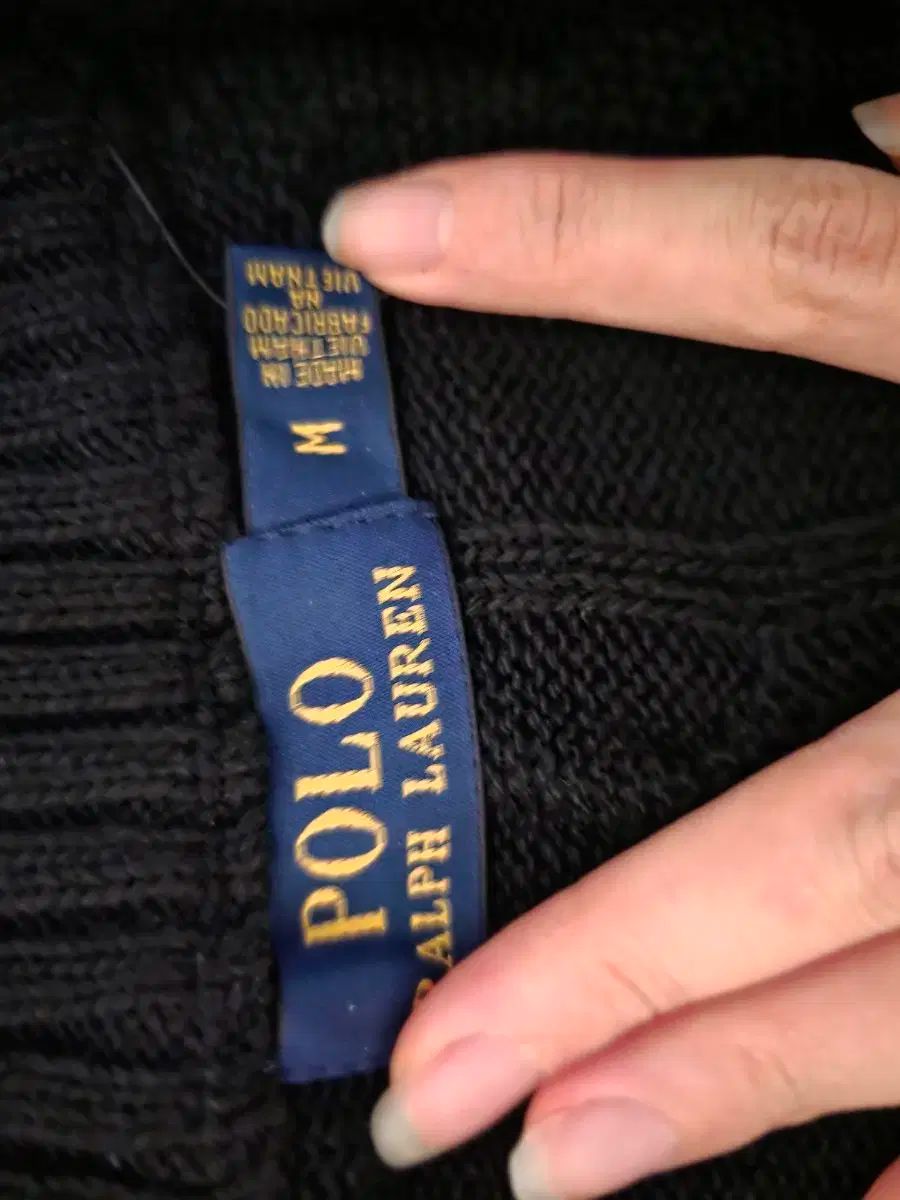 POLO
RALPH LAUREN
M
MADE IN
VIETNAM
FABRICADO
NA
VIETNAM